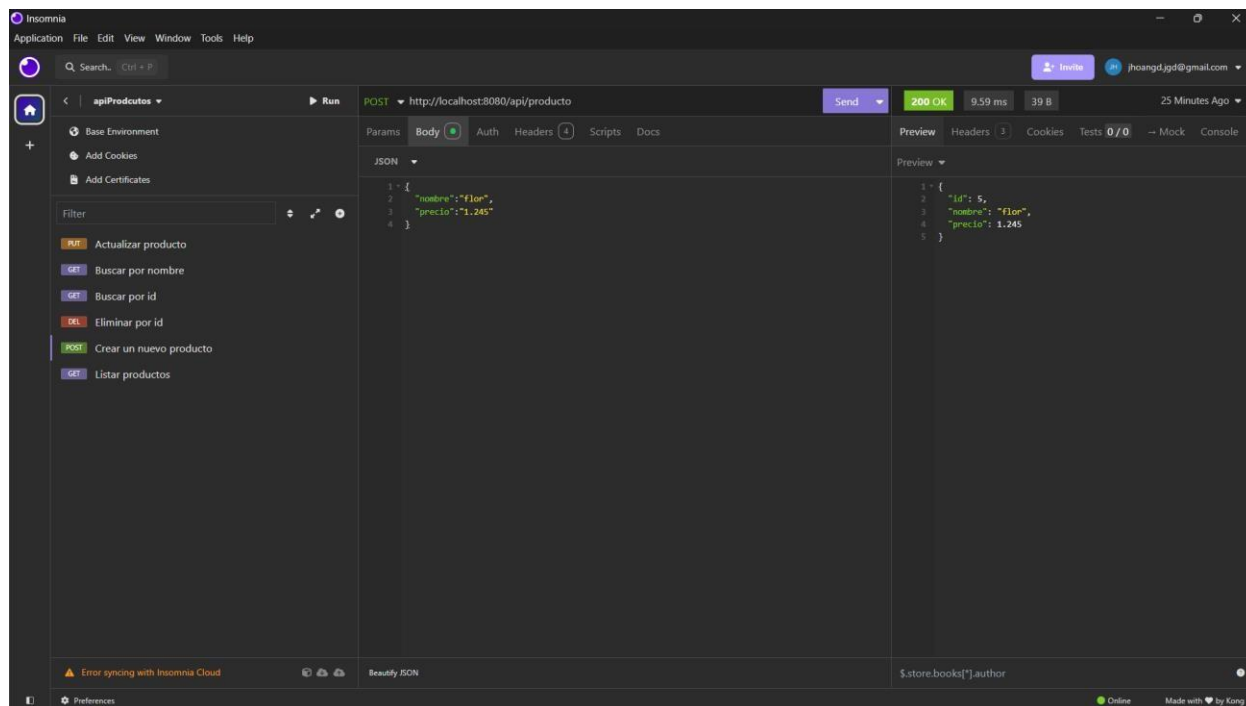 Insomnia
Application File Edit View Window Tools Help
Search.. Ctrl + P
Invite
JH
jhoangd.jgd@gmail.com
apiProdcutos
Run
Base Environment
Add Cookies
Add Certificates
Filter
PUT Actualizar producto
GET Buscar por nombre
GET Buscar por id
DEL Eliminar por id
POST Crear un nuevo producto
GET Listar productos
Error syncing with Insomnia Cloud
POST http://localhost:8080/api/producto
Send
Params Body Auth Headers 4 Scripts Docs
JSON
1 {
2 "nombre":"flor",
3 "precio":"1.245"
4 }
Beautify JSON
200 OK 9.59 ms 39 B 25 Minutes Ago
Preview Headers 3 Cookies Tests 0 / 0 → Mock Console
Preview
1 {
2 "id": 5,
3 "nombre": "flor",
4 "precio": 1.245
5 }
$.store.books[*].author
Preferences
Online
Made with ♥ by Kong